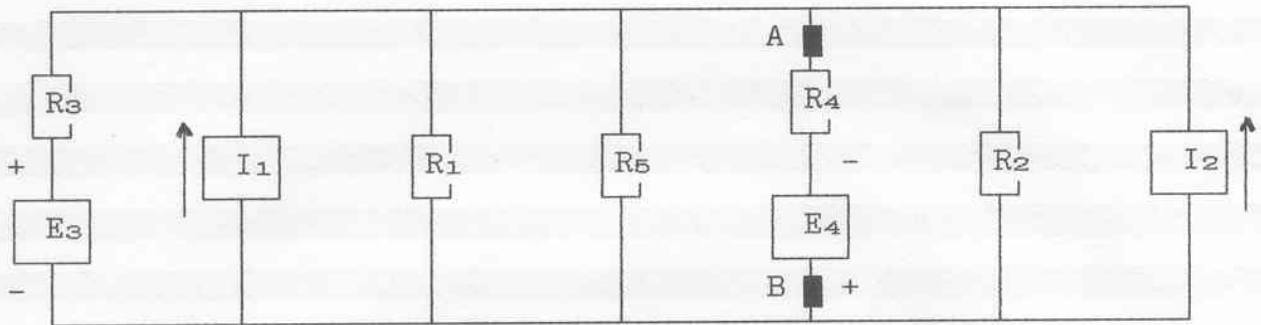 A
R₃
R₄
+
I₁
R₁
R₅
-
R₂
I₂
E₃
E₄
-
B
+